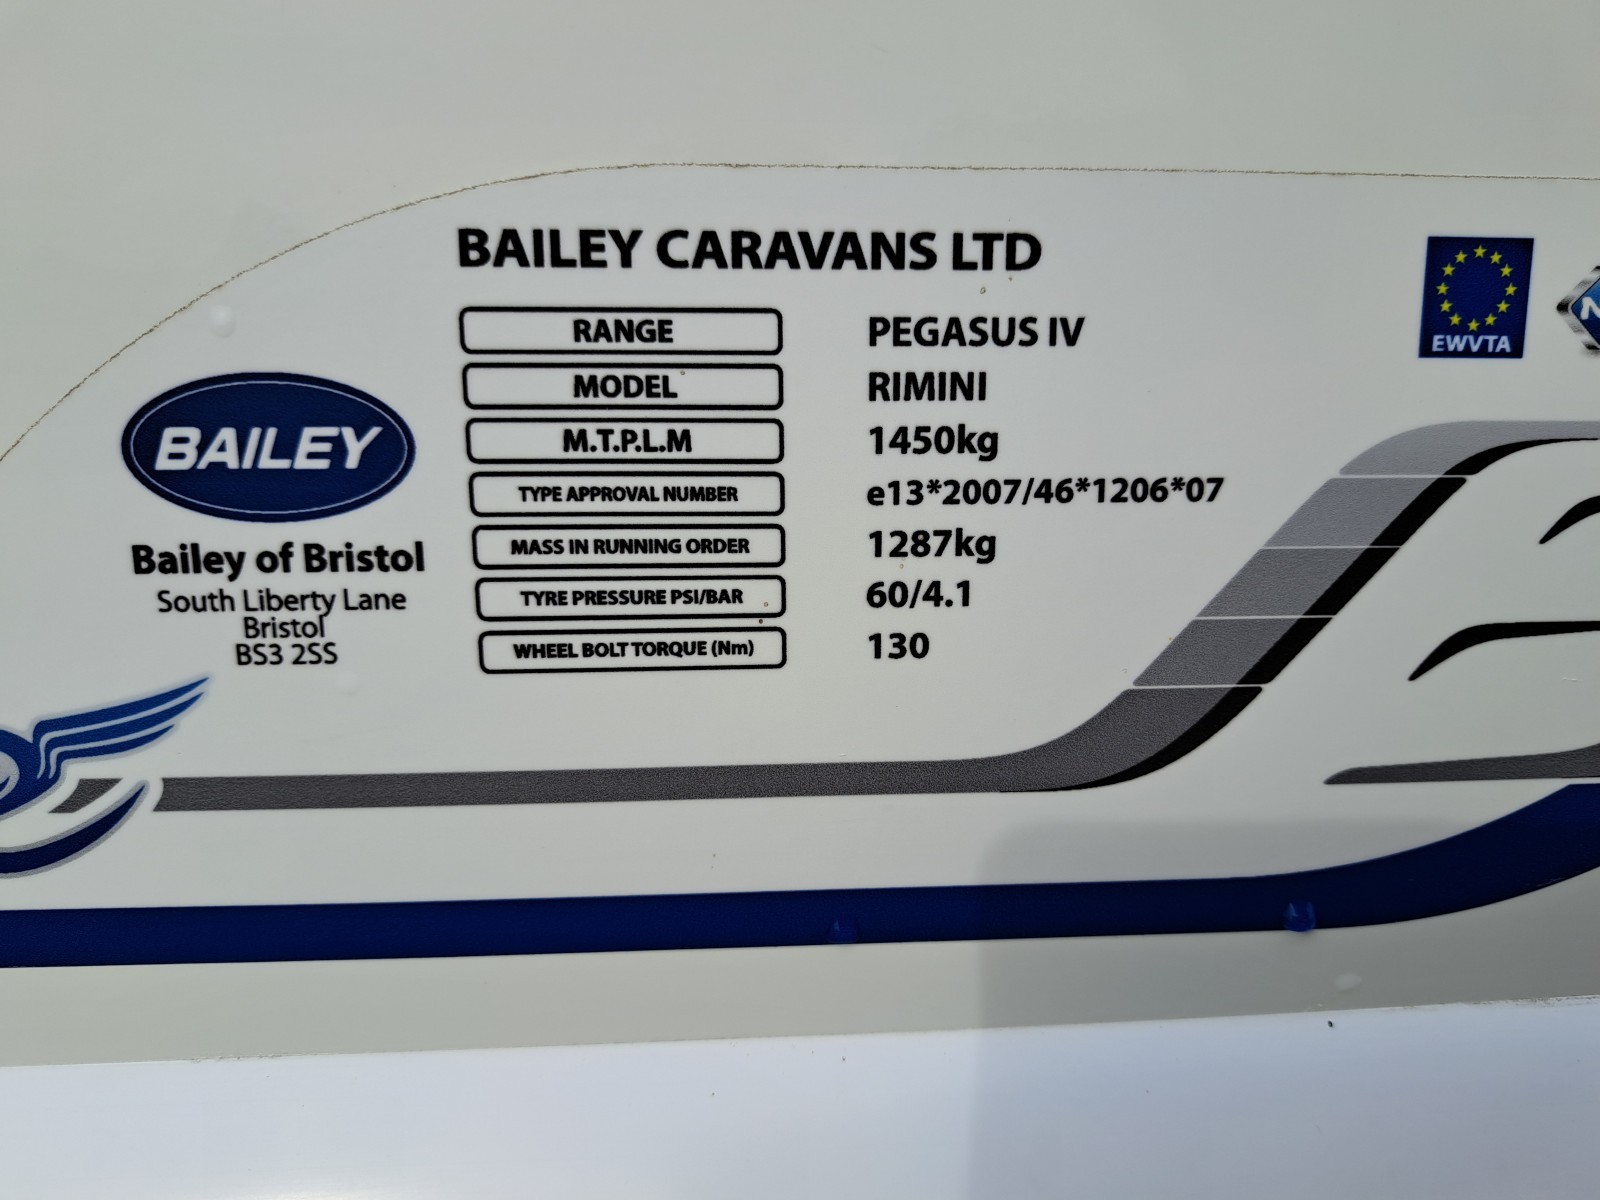 BAILEY CARAVANS LTD
RANGE PEGASUS IV
MODEL RIMINI
M.T.P.L.M 1450kg
TYPE APPROVAL NUMBER e13*2007/46*1206*07
MASS IN RUNNING ORDER 1287kg
TYRE PRESSURE PSI/BAR 60/4.1
WHEEL BOLT TORQUE (Nm) 130
BAILEY
Bailey of Bristol
South Liberty Lane
Bristol
BS3 2SS
EWVTA